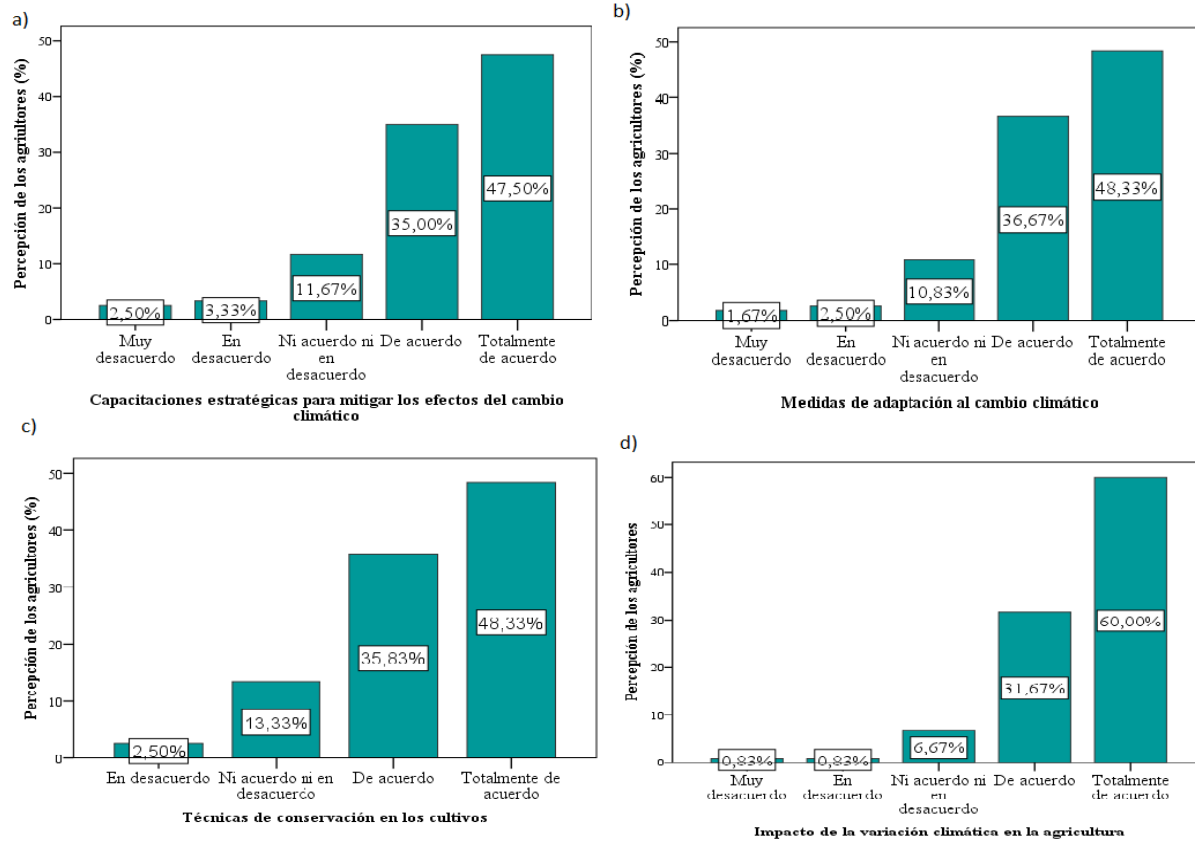 a)
Percepción de los agriultores (%)
50
40
30
20
10
0
2,50%
3,33%
11,67%
35,00%
47,50%
Muy desacuerdo
En desacuerdo
Ni acuerdo ni en desacuerdo
De acuerdo
Totalmente de acuerdo
Capacitaciones estratégicas para mitigar los efectos del cambio
climático
b)
Percepción de los agricultores (%)
50
40
30
20
10
0
1,67%
2,50%
10,83%
36,67%
48,33%
Muy desacuerdo
En desacuerdo
Ni acuerdo ni en desacuerdo
De acuerdo
Totalmente de acuerdo
Medidas de adaptación al cambio climático
c)
Percepción de los agricultores (%)
50
40
30
20
10
0
2,50%
13,33%
35,83%
48,33%
En desacuerdo
Ni acuerdo ni en desacuerdo
De acuerdo
Totalmente de acuerdo
Técnicas de conservación en los cultivos
d)
Percepción de los agricultores
60
50
40
30
20
10
0
0,83%
0,83%
6,67%
31,67%
60,00%
Muy desacuerdo
En desacuerdo
Ni acuerdo ni en desacuerdo
De acuerdo
Totalmente de acuerdo
Impacto de la variación climática en la agricultura